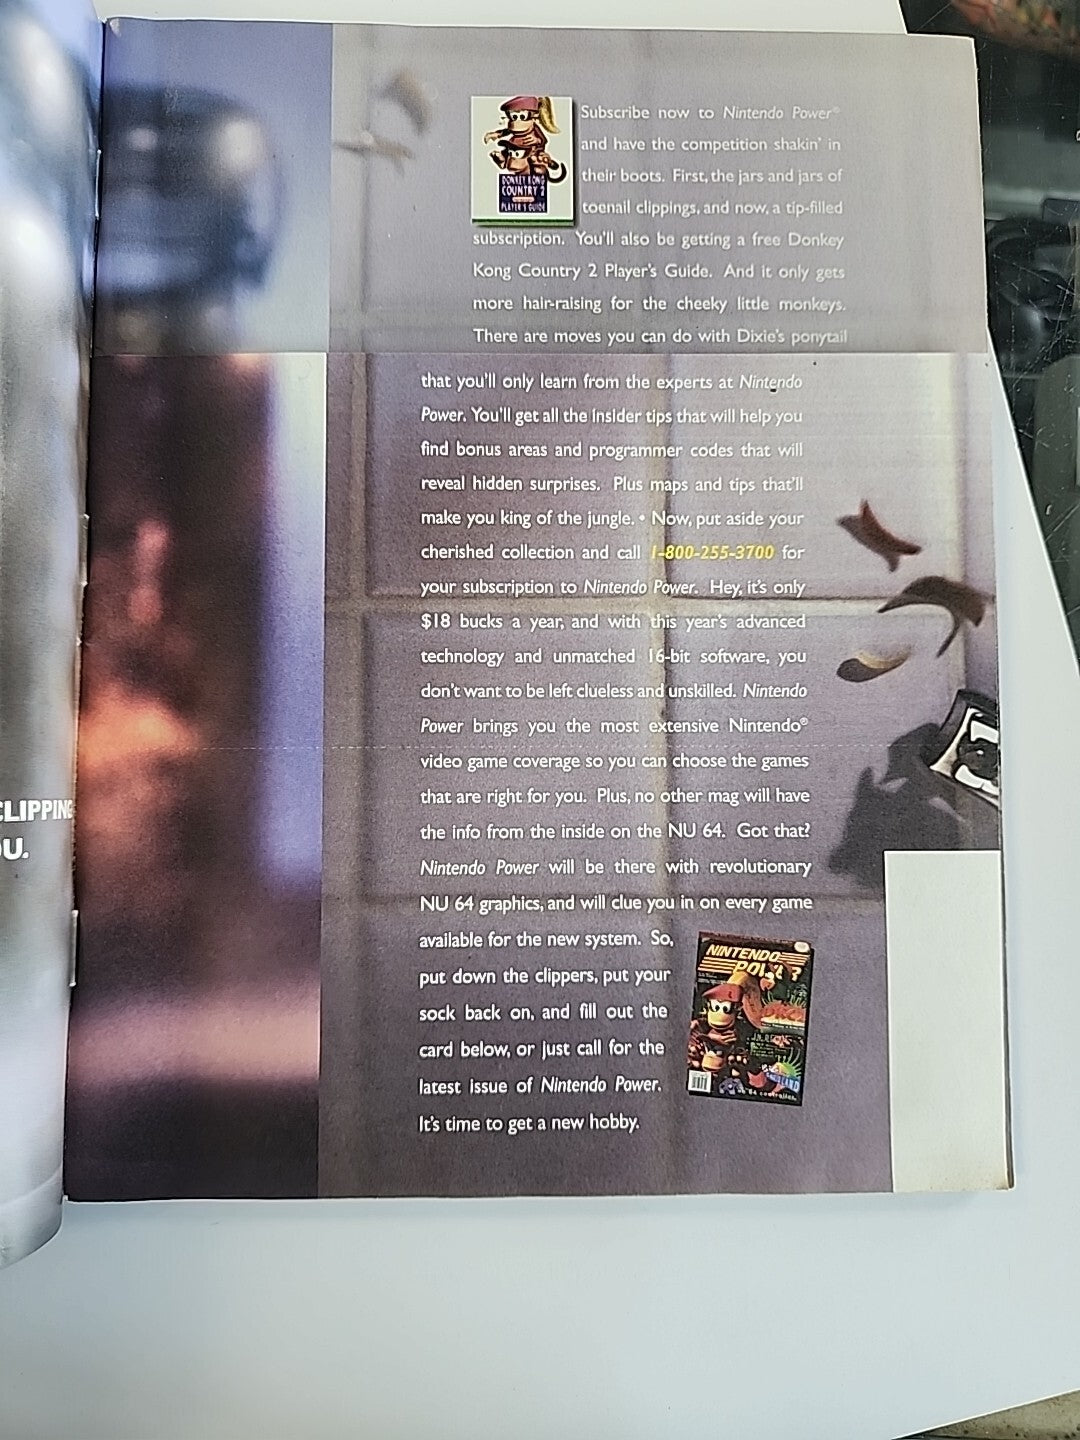 DONKEY KONG
COUNTRY 2
PLAYER'S GUIDE
Subscribe now to Nintendo Power®
and have the competition shakin' in
their boots. First, the jars and jars of
toenail clippings, and now, a tip-filled
subscription. You'll also be getting a free Donkey
Kong Country 2 Player's Guide. And it only gets
more hair-raising for the cheeky little monkeys.
There are moves you can do with Dixie's ponytail
that you'll only learn from the experts at Nintendo
Power. You'll get all the insider tips that will help you
find bonus areas and programmer codes that will
reveal hidden surprises. Plus maps and tips that'll
make you king of the jungle. • Now, put aside your
cherished collection and call 1-800-255-3700 for
your subscription to Nintendo Power. Hey, it's only
$18 bucks a year, and with this year's advanced
technology and unmatched 16-bit software, you
don't want to be left clueless and unskilled. Nintendo
Power brings you the most extensive Nintendo®
video game coverage so you can choose the games
that are right for you. Plus, no other mag will have
the info from the inside on the NU 64. Got that?
Nintendo Power will be there with revolutionary
NU 64 graphics, and will clue you in on every game
available for the new system. So,
put down the clippers, put your
sock back on, and fill out the
card below, or just call for the
latest issue of Nintendo Power.
It's time to get a new hobby.
NINTENDO
POWER
CLIPPING
OU.